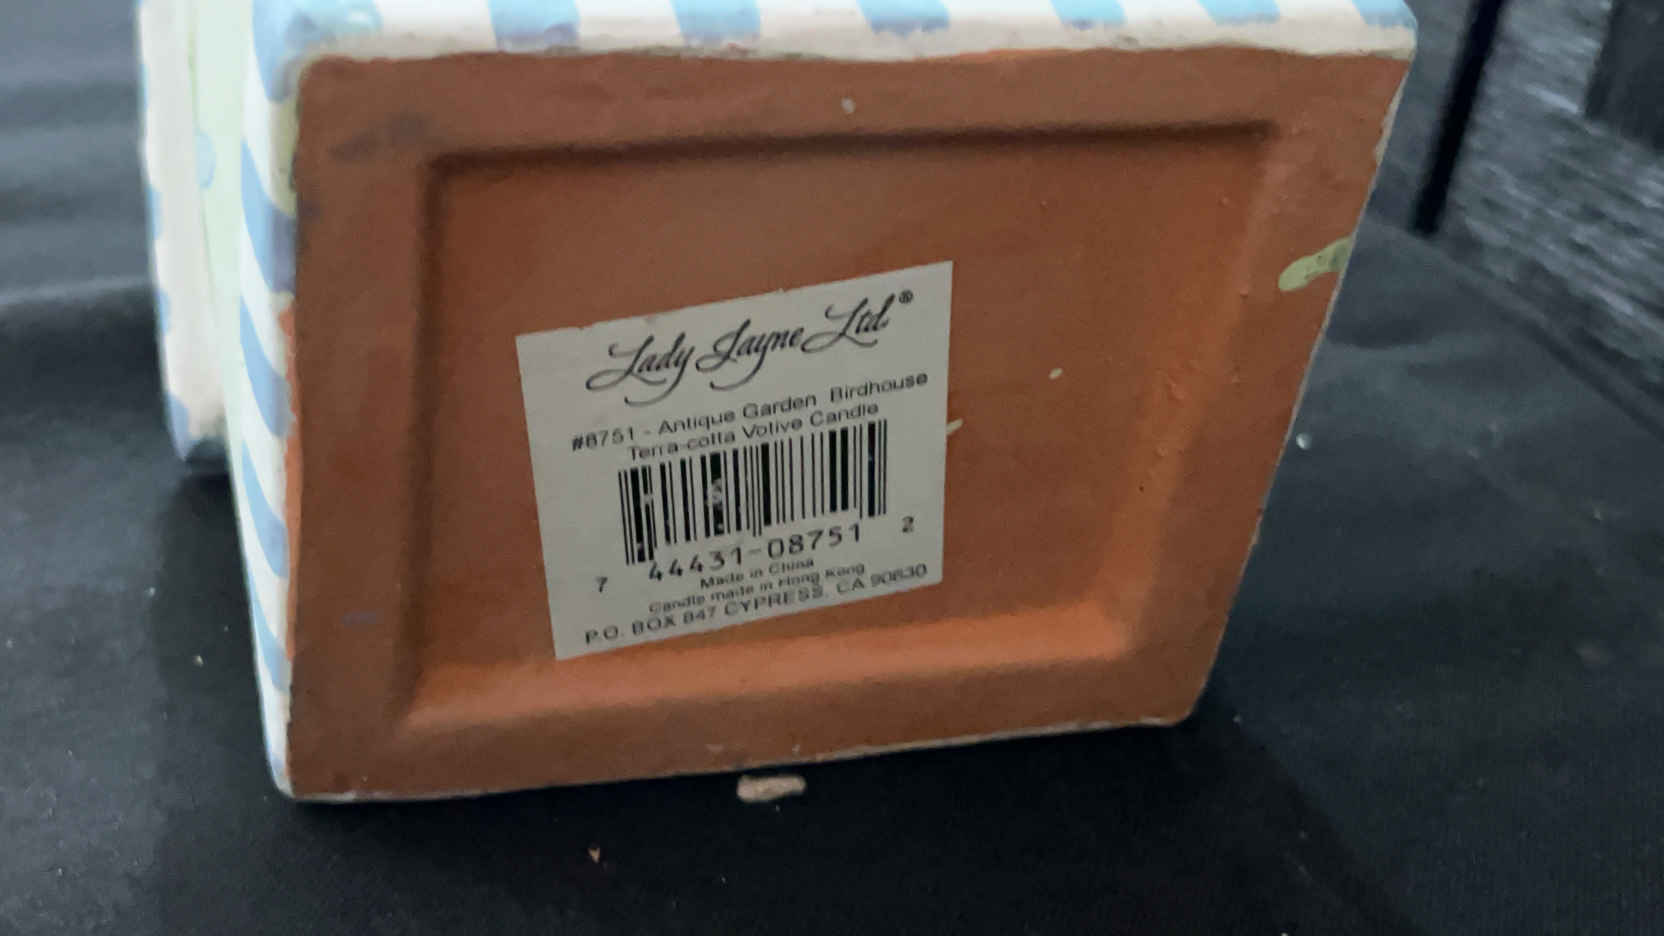 Lady Jayne Ltd.®
#8751 - Antique Garden Birdhouse
Terra-cotta Votive Candle
7 44431-08751 2
Made in China
Candle made in Hong Kong
P.O. BOX 847 CYPRESS, CA 90630